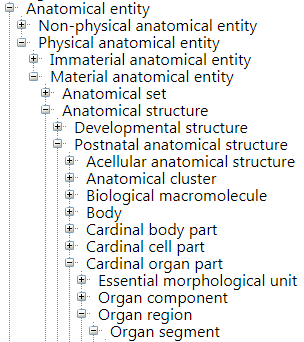 Anatomical entity
Non-physical anatomical entity
Physical anatomical entity
Immaterial anatomical entity
Material anatomical entity
Anatomical set
Anatomical structure
Developmental structure
Postnatal anatomical structure
Acellular anatomical structure
Anatomical cluster
Biological macromolecule
Body
Cardinal body part
Cardinal cell part
Cardinal organ part
Essential morphological unit
Organ component
Organ region
Organ segment